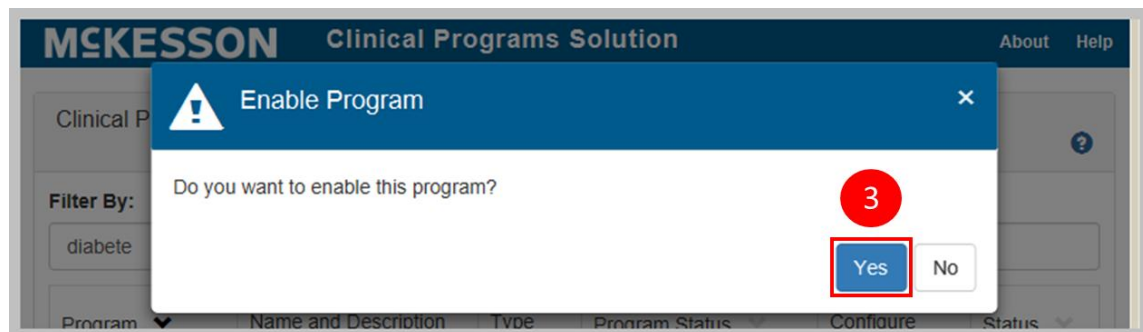 MCKESSON Clinical Programs Solution About Help
Enable Program ×
Clinical P
?
Do you want to enable this program?
Filter By:
3
diabete
Yes No
Program Name and Description Type Program Status Configure Status